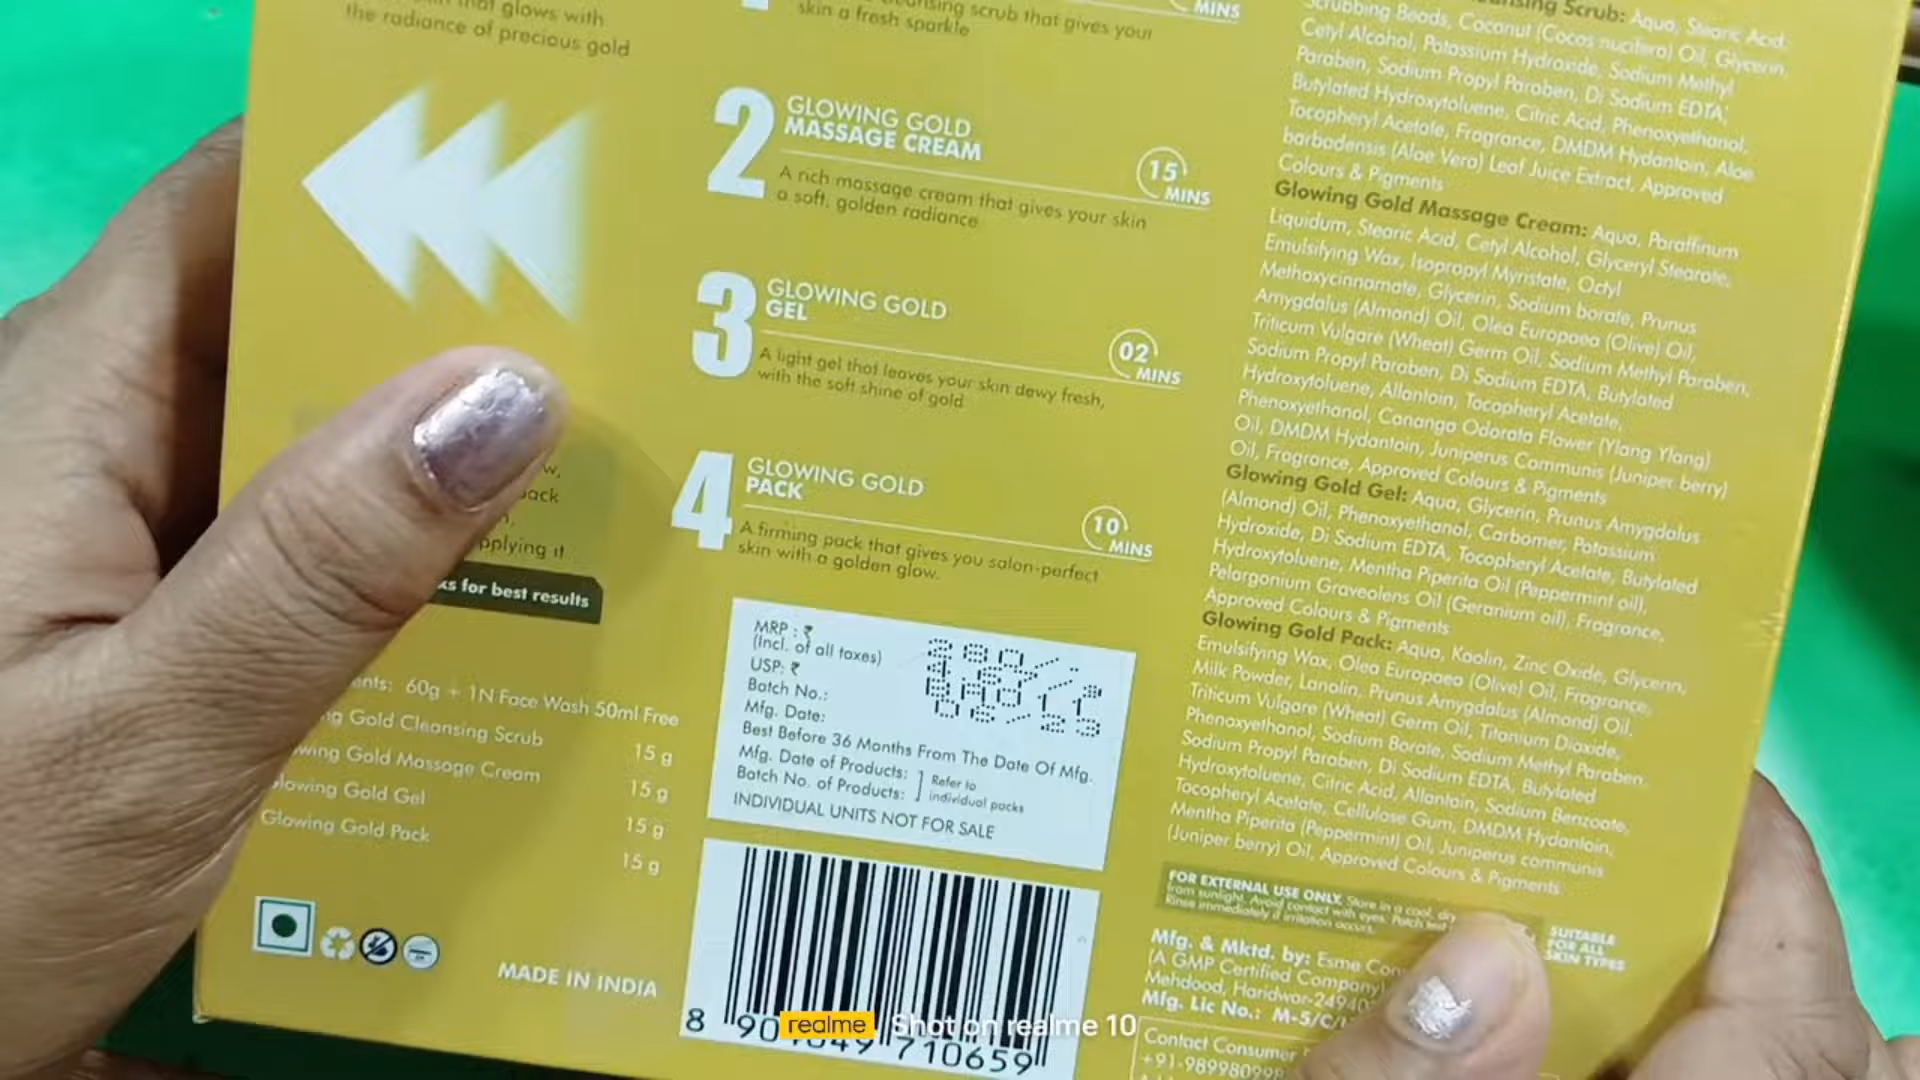 that glows with
the radiance of precious gold
scrub that gives your
skin a fresh sparkle
MINS
2
GLOWING GOLD
MASSAGE CREAM
15
MINS
A rich massage cream that gives your skin
a soft, golden radiance
3
GLOWING GOLD
GEL
02
MINS
A light gel that leaves your skin dewy fresh,
with the soft shine of gold
4
GLOWING GOLD
PACK
10
MINS
A firming pack that gives you salon-perfect
skin with a golden glow.
for best results
60g + 1N Face Wash 50ml Free
Gold Cleansing Scrub 15 g
Gold Massage Cream 15 g
Glowing Gold Gel 15 g
Glowing Gold Pack 15 g
MADE IN INDIA
MRP : ₹ 280/-
(Incl. of all taxes)
USP: ₹
Batch No.:
Mfg. Date: 06/23
Best Before 36 Months From The Date Of Mfg.
Mfg. Date of Products: ] Refer to
Batch No. of Products: ] individual packs
INDIVIDUAL UNITS NOT FOR SALE
8 710659
Scrub: Aqua, Stearic Acid,
Scrubbing Beads, Coconut (Cocos nucifera) Oil, Glycerin,
Cetyl Alcohol, Potassium Hydroxide, Sodium Methyl
Paraben, Sodium Propyl Paraben, Di Sodium EDTA,
Butylated Hydroxytoluene, Citric Acid, Phenoxyethanol,
Tocopheryl Acetate, Fragrance, DMDM Hydantoin, Aloe
barbadensis (Aloe Vera) Leaf Juice Extract, Approved
Colours & Pigments
Glowing Gold Massage Cream: Aqua, Paraffinum
Liquidum, Stearic Acid, Cetyl Alcohol, Glyceryl Stearate,
Emulsifying Wax, Isopropyl Myristate, Octyl
Methoxycinnamate, Glycerin, Sodium borate, Prunus
Amygdalus (Almond) Oil, Olea Europaea (Olive) Oil,
Triticum Vulgare (Wheat) Germ Oil, Sodium Methyl Paraben,
Sodium Propyl Paraben, Di Sodium EDTA, Butylated
Hydroxytoluene, Allantoin, Tocopheryl Acetate,
Phenoxyethanol, Cananga Odorata Flower (Ylang Ylang)
Oil, DMDM Hydantoin, Juniperus Communis (Juniper berry)
Oil, Fragrance, Approved Colours & Pigments
Glowing Gold Gel: Aqua, Glycerin, Prunus Amygdalus
(Almond) Oil, Phenoxyethanol, Carbomer, Potassium
Hydroxide, Di Sodium EDTA, Tocopheryl Acetate, Butylated
Hydroxytoluene, Mentha Piperita Oil (Peppermint oil),
Pelargonium Graveolens Oil (Geranium oil), Fragrance,
Approved Colours & Pigments
Glowing Gold Pack: Aqua, Kaolin, Zinc Oxide, Glycerin,
Emulsifying Wax, Olea Europaea (Olive) Oil, Fragrance,
Milk Powder, Lanolin, Prunus Amygdalus (Almond) Oil,
Triticum Vulgare (Wheat) Germ Oil, Titanium Dioxide,
Phenoxyethanol, Sodium Borate, Sodium Methyl Paraben,
Sodium Propyl Paraben, Di Sodium EDTA, Butylated
Hydroxytoluene, Citric Acid, Allantoin, Sodium Benzoate,
Tocopheryl Acetate, Cellulose Gum, DMDM Hydantoin,
Mentha Piperita (Peppermint) Oil, Juniperus communis
(Juniper berry) Oil, Approved Colours & Pigments
FOR EXTERNAL USE ONLY. Store in a cool, dry
from sunlight. Avoid contact with eyes. Patch test
Rinse immediately if irritation occurs.
SUITABLE
FOR ALL
SKIN TYPES
Mfg. & Mktd. by: Esme
(A GMP Certified Company)
Mehdood, Haridwar-
Mfg. Lic No.: M-5/C/
Contact Consumer
realme Shot on realme 10